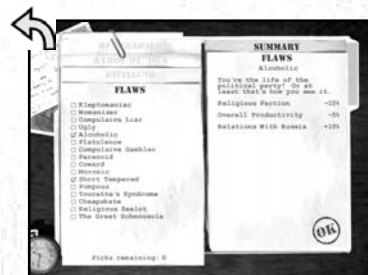 FLAWS
Kleptomaniac
Womanizer
Compulsive Liar
Ugly
Alcoholic
Flatulence
Compulsive Gambler
Paranoid
Coward
Moronic
Short Tempered
Pompous
Tourette's Syndrome
Cheapskate
Religious Zealot
The Great Schmoozola
Picks remaining: 0
SUMMARY
FLAWS
Alcoholic
You're the life of the
political party! Or at
least that's how you see it.
Religious Faction -15%
Overall Productivity -5%
Relations With Russia +10%
OK